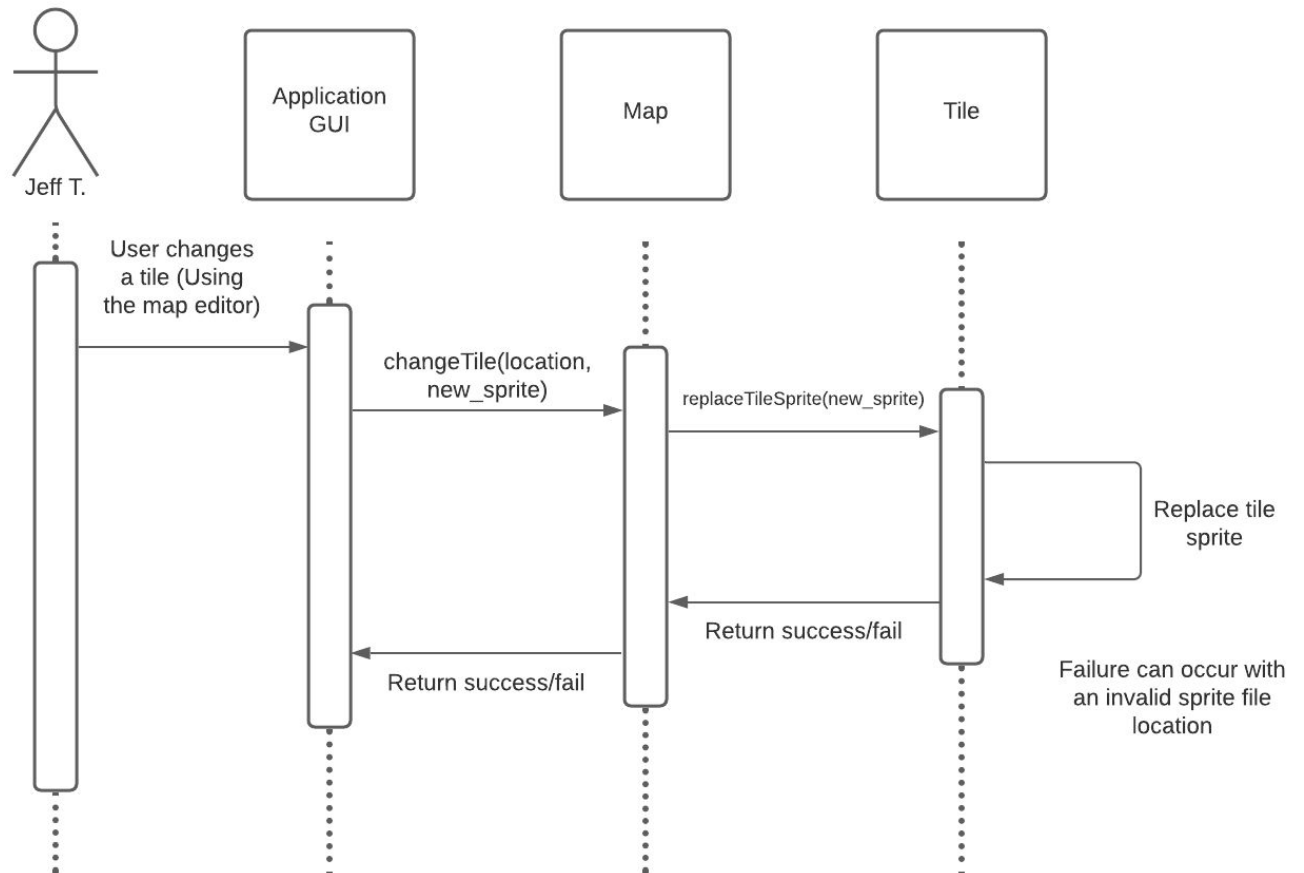 Application
GUI
Map
Tile
Jeff T.
User changes
a tile (Using
the map editor)
changeTile(location,
new_sprite)
replaceTileSprite(new_sprite)
Replace tile
sprite
Return success/fail
Return success/fail
Failure can occur with
an invalid sprite file
location